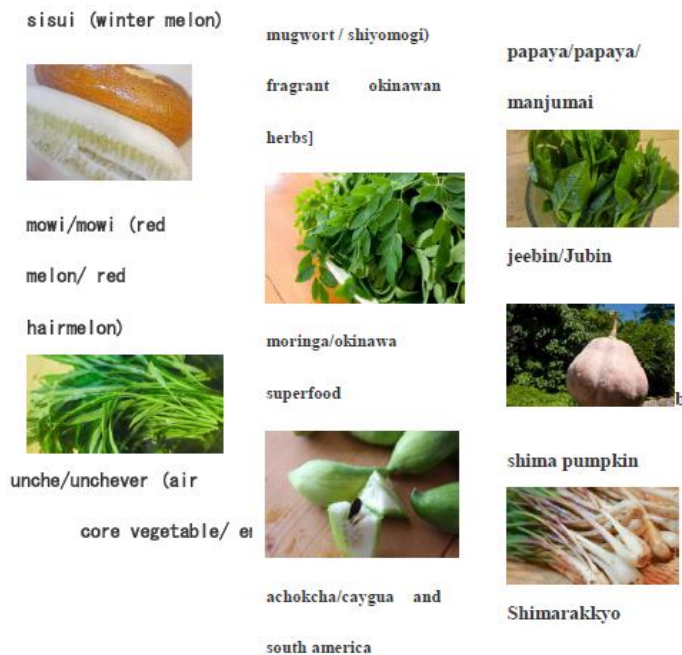 sisui (winter melon)
mowi/mowi (red
melon/ red
hairmelon)
unche/unchever (air
core vegetable/
mugwort / shiyomogi)
fragrant okinawan
herbs]
moringa/okinawa
superfood
achokcha/caygua and
south america
papaya/papaya/
manjumai
jeebin/Jubin
shima pumpkin
Shimarakkyo